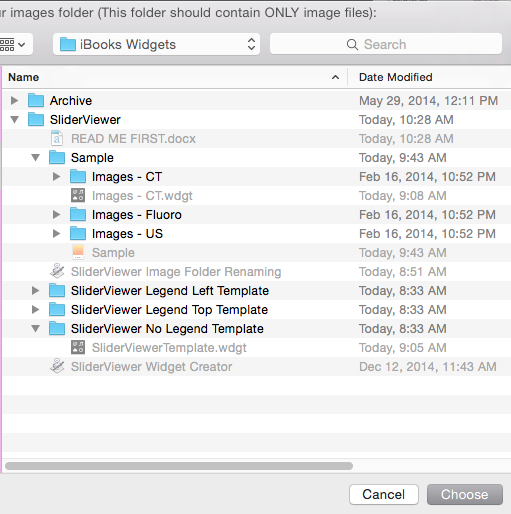 r images folder (This folder should contain ONLY image files):
iBooks Widgets
Search
Name Date Modified
Archive May 29, 2014, 12:11 PM
SliderViewer Today, 10:28 AM
READ ME FIRST.docx Today, 10:28 AM
Sample Today, 9:43 AM
Images - CT Feb 16, 2014, 10:52 PM
Images - CT.wdgt Today, 9:08 AM
Images - Fluoro Feb 16, 2014, 10:52 PM
Images - US Feb 16, 2014, 10:52 PM
Sample Today, 9:43 AM
SliderViewer Image Folder Renaming Today, 8:51 AM
SliderViewer Legend Left Template Today, 8:33 AM
SliderViewer Legend Top Template Today, 8:33 AM
SliderViewer No Legend Template Today, 8:33 AM
SliderViewerTemplate.wdgt Today, 9:05 AM
SliderViewer Widget Creator Dec 12, 2014, 11:43 AM
Cancel Choose